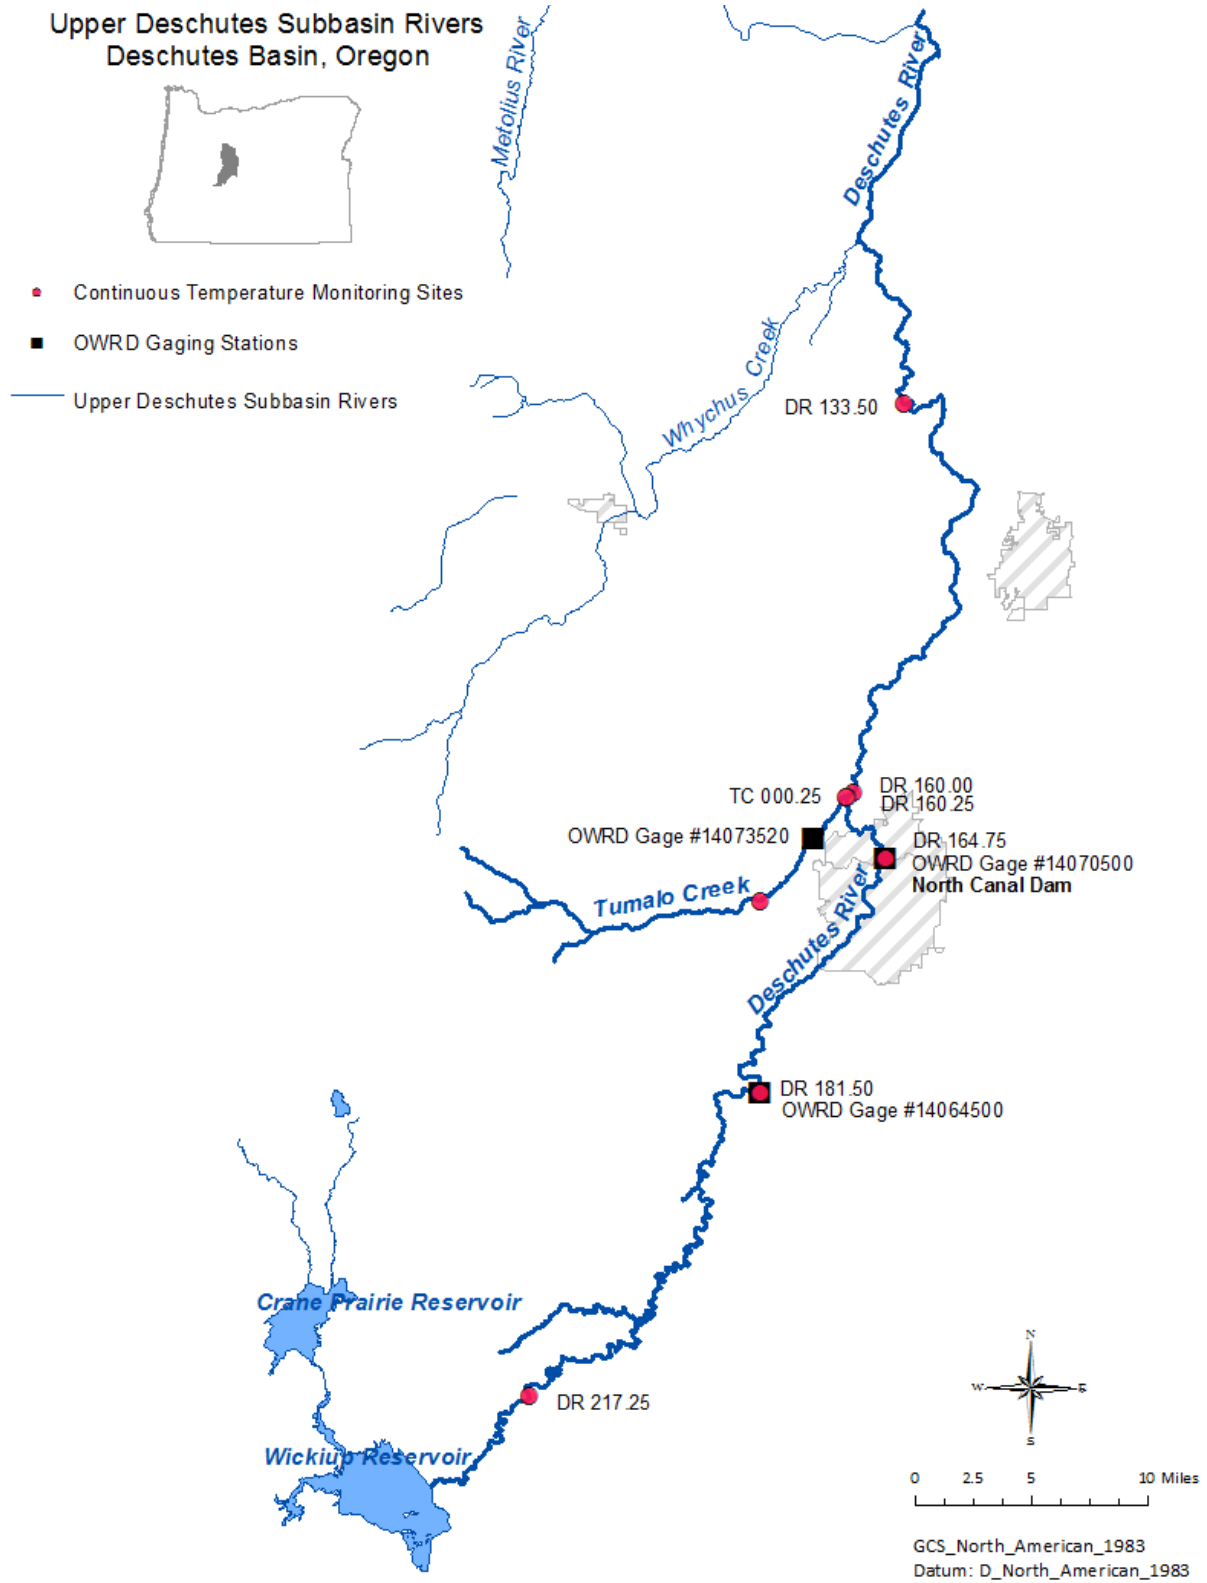 Upper Deschutes Subbasin Rivers
Deschutes Basin, Oregon
Metolius River
Deschutes River
Continuous Temperature Monitoring Sites
OWRD Gaging Stations
Upper Deschutes Subbasin Rivers
Whychus Creek
DR 133.50
DR 160.00
TC 000.25
DR 160.25
OWRD Gage #14073520
DR 164.75
OWRD Gage #14070500
North Canal Dam
Tumalo Creek
Deschutes River
DR 181.50
OWRD Gage #14064500
Crane Prairie Reservoir
DR 217.25
Wickiup Reservoir
N
W
E
S
0 2.5 5 10 Miles
GCS_North_American_1983
Datum: D_North_American_1983